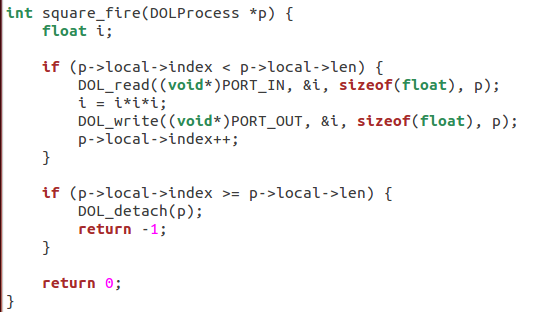 int square_fire(DOLProcess *p) {
    float i;

    if (p->local->index < p->local->len) {
        DOL_read((void*)PORT_IN, &i, sizeof(float), p);
        i = i*i*i;
        DOL_write((void*)PORT_OUT, &i, sizeof(float), p);
        p->local->index++;
    }

    if (p->local->index >= p->local->len) {
        DOL_detach(p);
        return -1;
    }

    return 0;
}